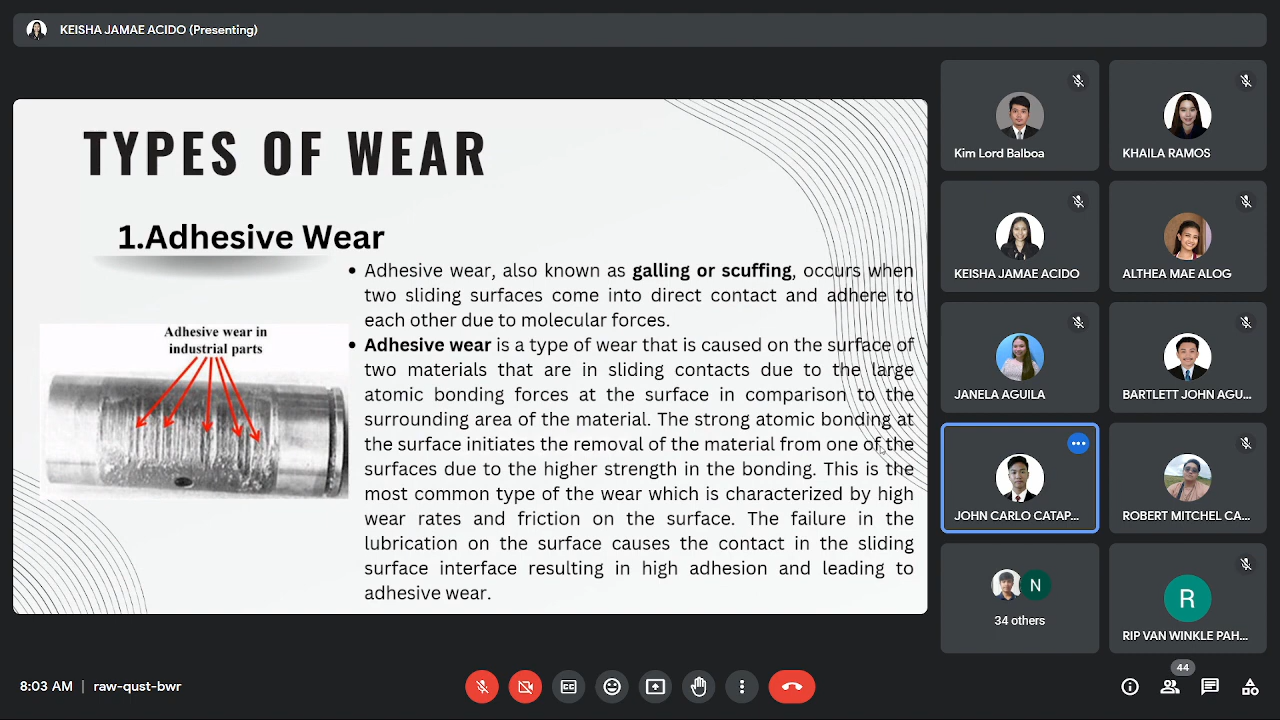 KEISHA JAMAE ACIDO (Presenting)
TYPES OF WEAR
1.Adhesive Wear
Adhesive wear in
industrial parts
• Adhesive wear, also known as galling or scuffing, occurs when
two sliding surfaces come into direct contact and adhere to
each other due to molecular forces.
• Adhesive wear is a type of wear that is caused on the surface of
two materials that are in sliding contacts due to the large
atomic bonding forces at the surface in comparison to the
surrounding area of the material. The strong atomic bonding at
the surface initiates the removal of the material from one of the
surfaces due to the higher strength in the bonding. This is the
most common type of the wear which is characterized by high
wear rates and friction on the surface. The failure in the
lubrication on the surface causes the contact in the sliding
surface interface resulting in high adhesion and leading to
adhesive wear.
Kim Lord Balboa
KHAILA RAMOS
KEISHA JAMAE ACIDO
ALTHEA MAE ALOG
JANELA AGUILA
BARTLETT JOHN AGU...
JOHN CARLO CATAP...
ROBERT MITCHEL CA...
N
34 others
R
RIP VAN WINKLE PAH...
8:03 AM | raw-qust-bwr
44